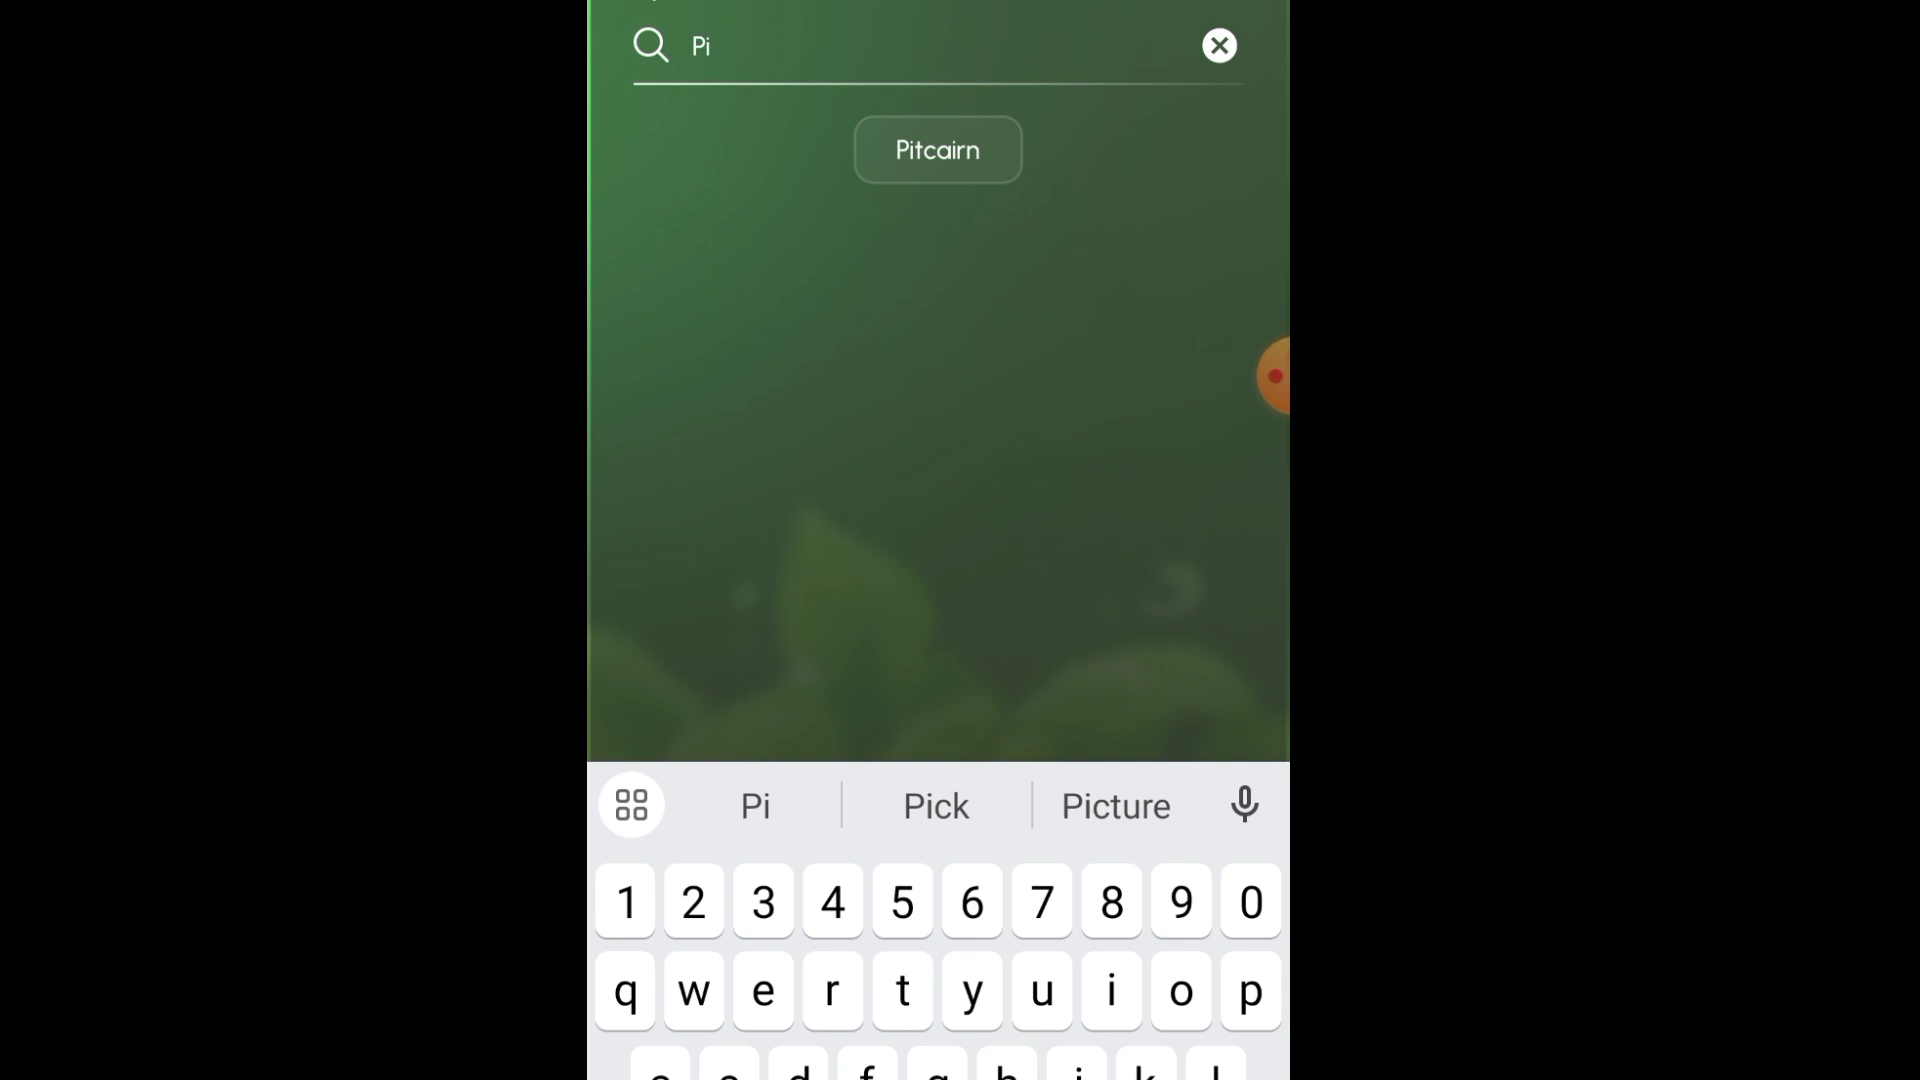 Pi
Pitcairn
Pi Pick Picture
1 2 3 4 5 6 7 8 9 0
q w e r t y u i o p
a s d f g h j k l